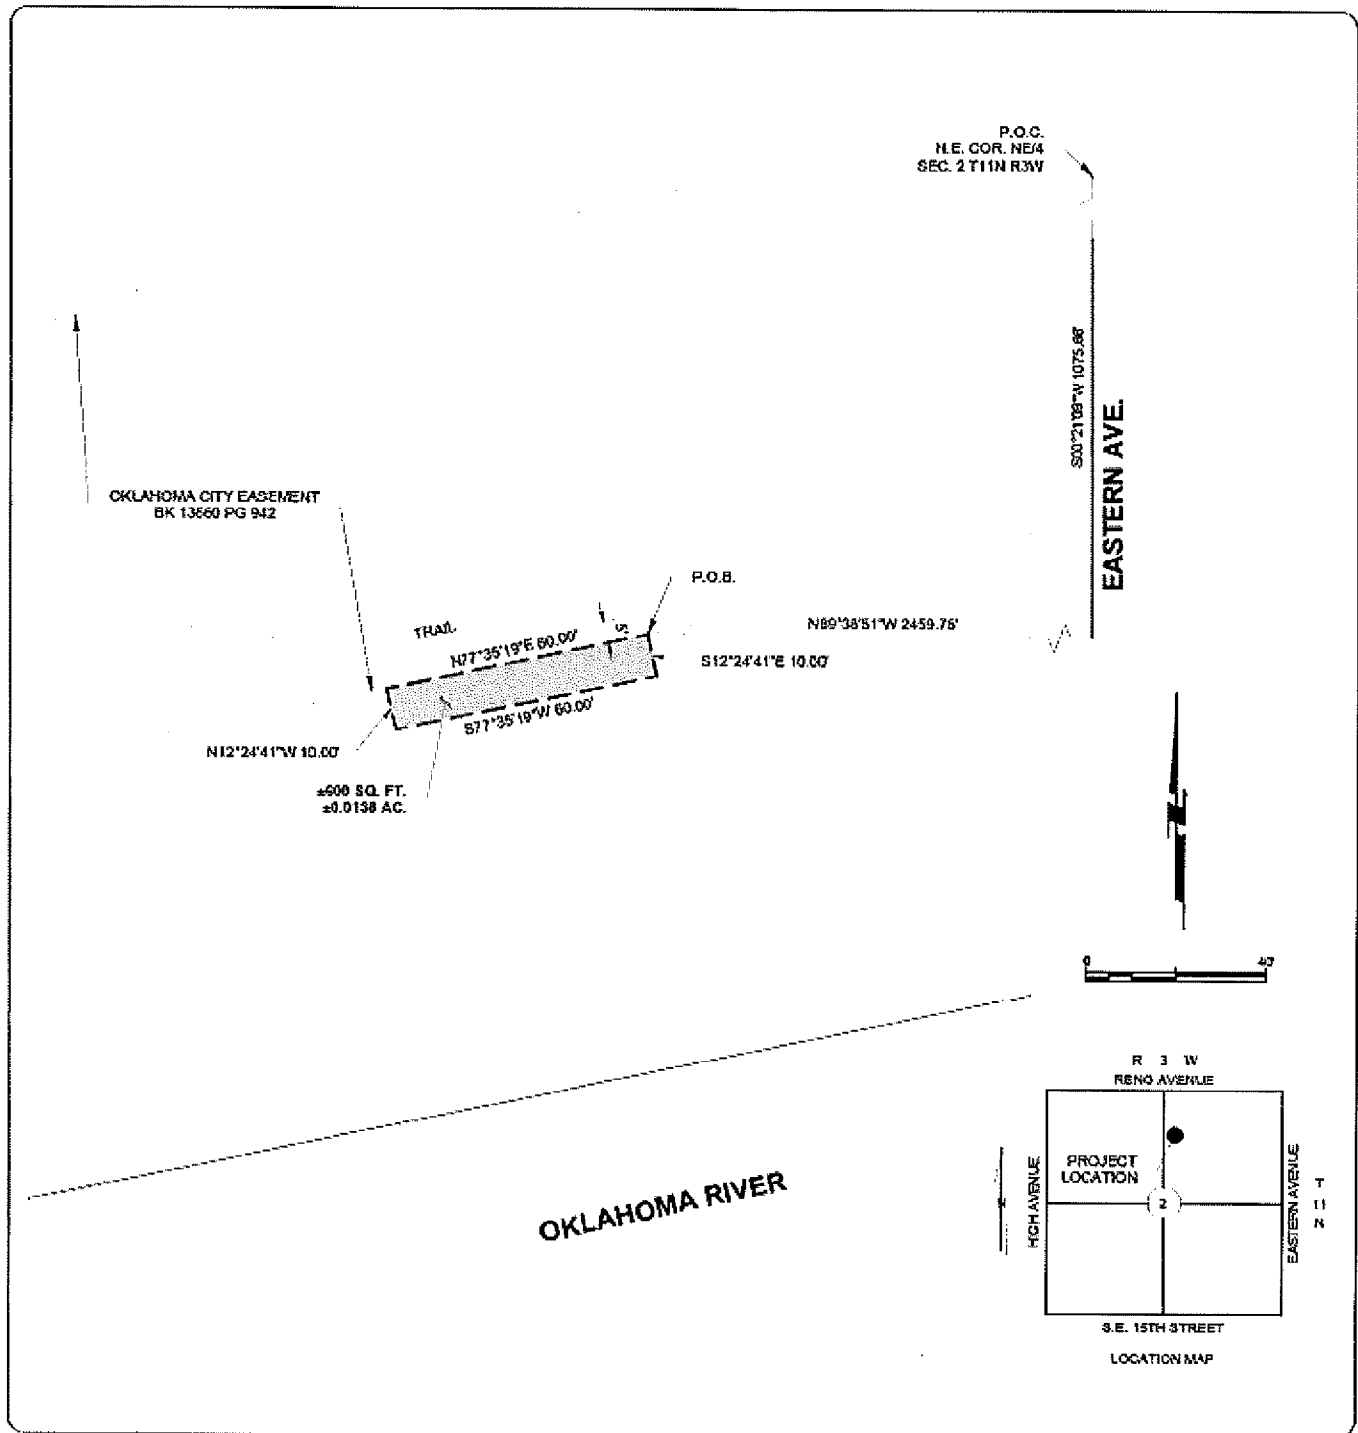 P.O.C.
N.E. COR. NE/4
SEC. 2 T11N R3W
S00°21'09"W 1075.66'
EASTERN AVE.
OKLAHOMA CITY EASEMENT
BK 13560 PG 942
P.O.B.
TRAIL
5'
N77°35'19"E 60.00'
N89°38'51"W 2459.75'
S12°24'41"E 10.00'
S77°35'19"W 60.00'
N12°24'41"W 10.00'
±600 SQ. FT.
±0.0138 AC.
N
0 40'
OKLAHOMA RIVER
R 3 W
RENO AVENUE
PROJECT
LOCATION
2
HIGH AVENUE
EASTERN AVENUE
T
11
N
S.E. 15TH STREET
LOCATION MAP